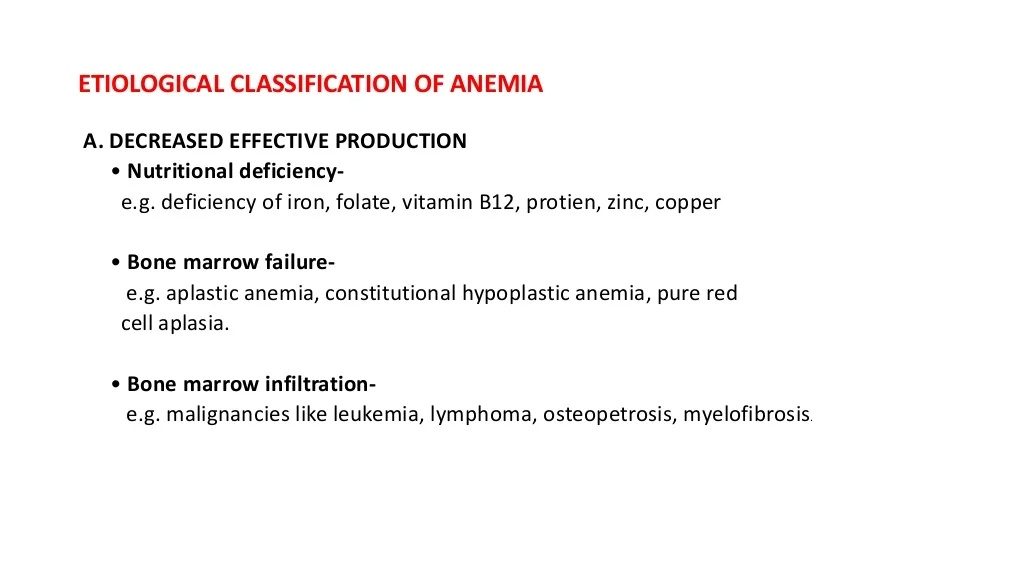 ETIOLOGICAL CLASSIFICATION OF ANEMIA
A. DECREASED EFFECTIVE PRODUCTION
• Nutritional deficiency-
e.g. deficiency of iron, folate, vitamin B12, protien, zinc, copper
• Bone marrow failure-
e.g. aplastic anemia, constitutional hypoplastic anemia, pure red
cell aplasia.
• Bone marrow infiltration-
e.g. malignancies like leukemia, lymphoma, osteopetrosis, myelofibrosis.